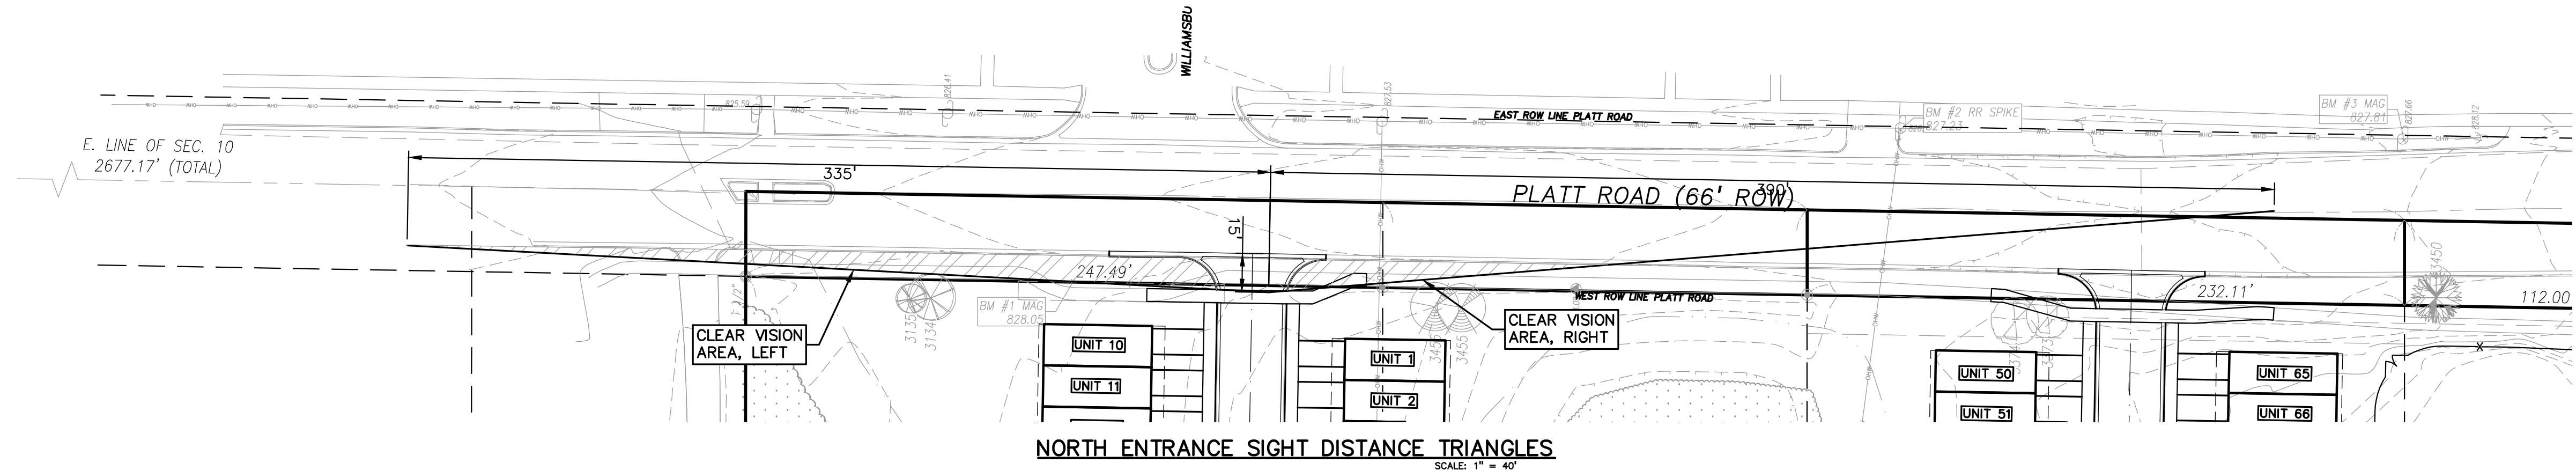 WILLIAMSBU
E. LINE OF SEC. 10
2677.17' (TOTAL)
825.59
826.41
827.53
EAST ROW LINE PLATT ROAD
BM #2 RR SPIKE
827.23
BM #3 MAG
827.81
827.66
828.12
335'
390'
PLATT ROAD (66' ROW)
15'
247.49'
BM #1 MAG
828.05
3135
3134
WEST ROW LINE PLATT ROAD
232.11'
33450
112.00
CLEAR VISION
AREA, LEFT
CLEAR VISION
AREA, RIGHT
3455
3455
UNIT 10
UNIT 11
UNIT 1
UNIT 2
UNIT 50
UNIT 51
UNIT 65
UNIT 66
X
OHW
NORTH ENTRANCE SIGHT DISTANCE TRIANGLES
SCALE: 1" = 40'